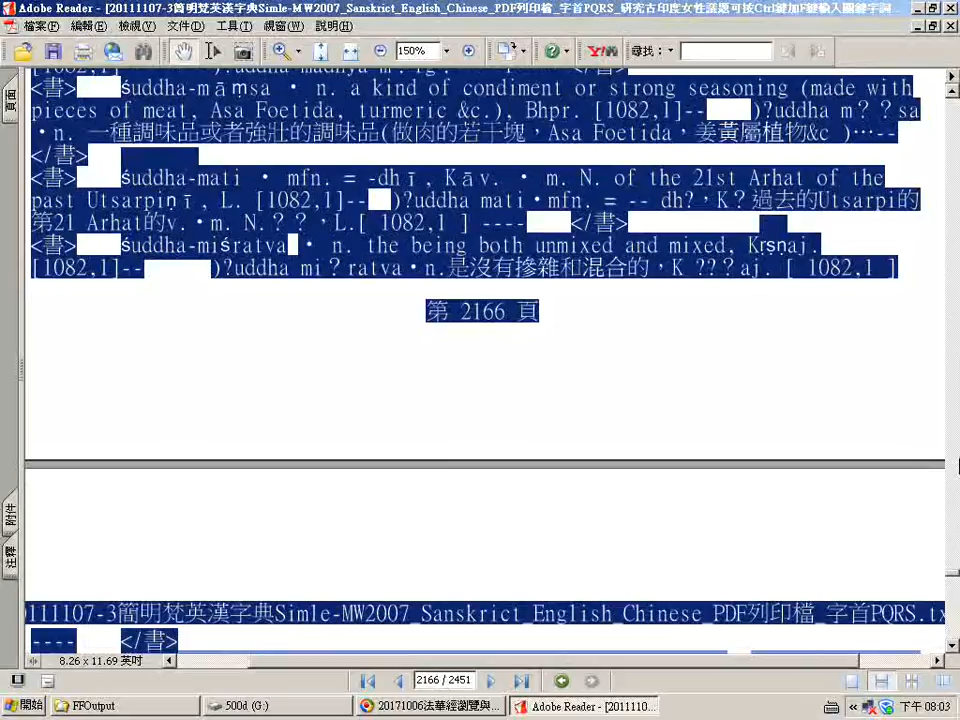 Adobe Reader - [20111107-3簡明梵英漢字典Simle-MW2007_Sanskrict_English_Chinese_PDF列印檔_字首PQRS_研究古印度女性議題可按Ctrl鍵加F鍵輸入關鍵字詞
檔案(F) 編輯(E) 檢視(V) 文件(D) 工具(T) 視窗(W) 說明(H)
150% Y! 尋找：
頁面
<書> śuddha-māṃsa ‧ n. a kind of condiment or strong seasoning (made with
pieces of meat, Asa Foetida, turmeric &c.), Bhpr. [1082,1]-- )?uddha m??sa
‧n. 一種調味品或者強壯的調味品(做肉的若干塊，Asa Foetida，姜黃屬植物&c )…--
</書>
<書> śuddha-mati ‧ mfn. = -dhī, Kāv. ‧ m. N. of the 21st Arhat of the
past Utsarpiṇī, L. [1082,1]-- )?uddha mati‧mfn. = -- dh?，K？過去的Utsarpi的
第21 Arhat的v.‧m. N.？？，L.[ 1082,1 ] ---- </書>
<書> śuddha-miśratva ‧ n. the being both unmixed and mixed, Kṛṣṇaj.
[1082,1]-- )?uddha mi？ratva‧n.是沒有摻雜和混合的，K ???aj. [ 1082,1 ]
第 2166 頁
附件
注釋
0111107-3簡明梵英漢字典Simle-MW2007_Sanskrict_English_Chinese_PDF列印檔_字首PQRS.tx
---- </書>
8.26 x 11.69 英吋
2166 / 2451
開始 FFOutput 500d (G:) 20171006法華經瀏覽與... Adobe Reader - [2011110... 下午 08:03